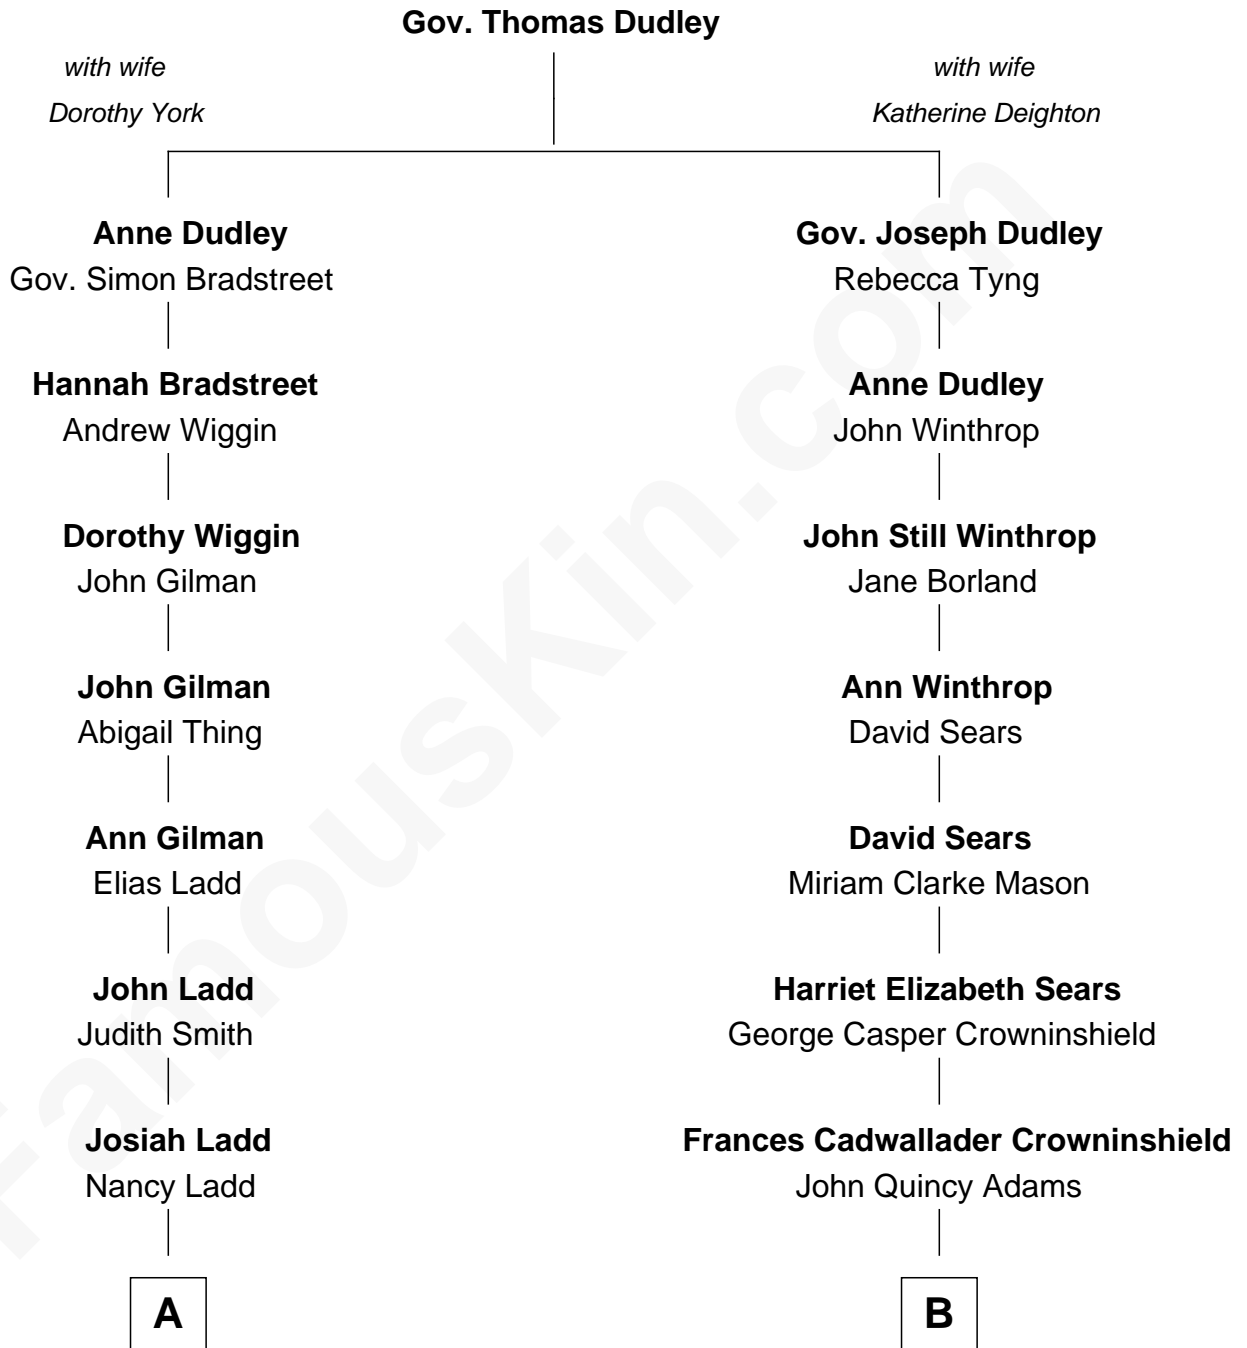 Gov. Thomas Dudley
with wife
Dorothy York
with wife
Katherine Deighton
Anne Dudley
Gov. Simon Bradstreet
Gov. Joseph Dudley
Rebecca Tyng
Hannah Bradstreet
Andrew Wiggin
Anne Dudley
John Winthrop
Dorothy Wiggin
John Gilman
John Still Winthrop
Jane Borland
John Gilman
Abigail Thing
Ann Winthrop
David Sears
Ann Gilman
Elias Ladd
David Sears
Miriam Clarke Mason
John Ladd
Judith Smith
Harriet Elizabeth Sears
George Casper Crowninshield
Josiah Ladd
Nancy Ladd
Frances Cadwallader Crowninshield
John Quincy Adams
A
B
FamousKin.com